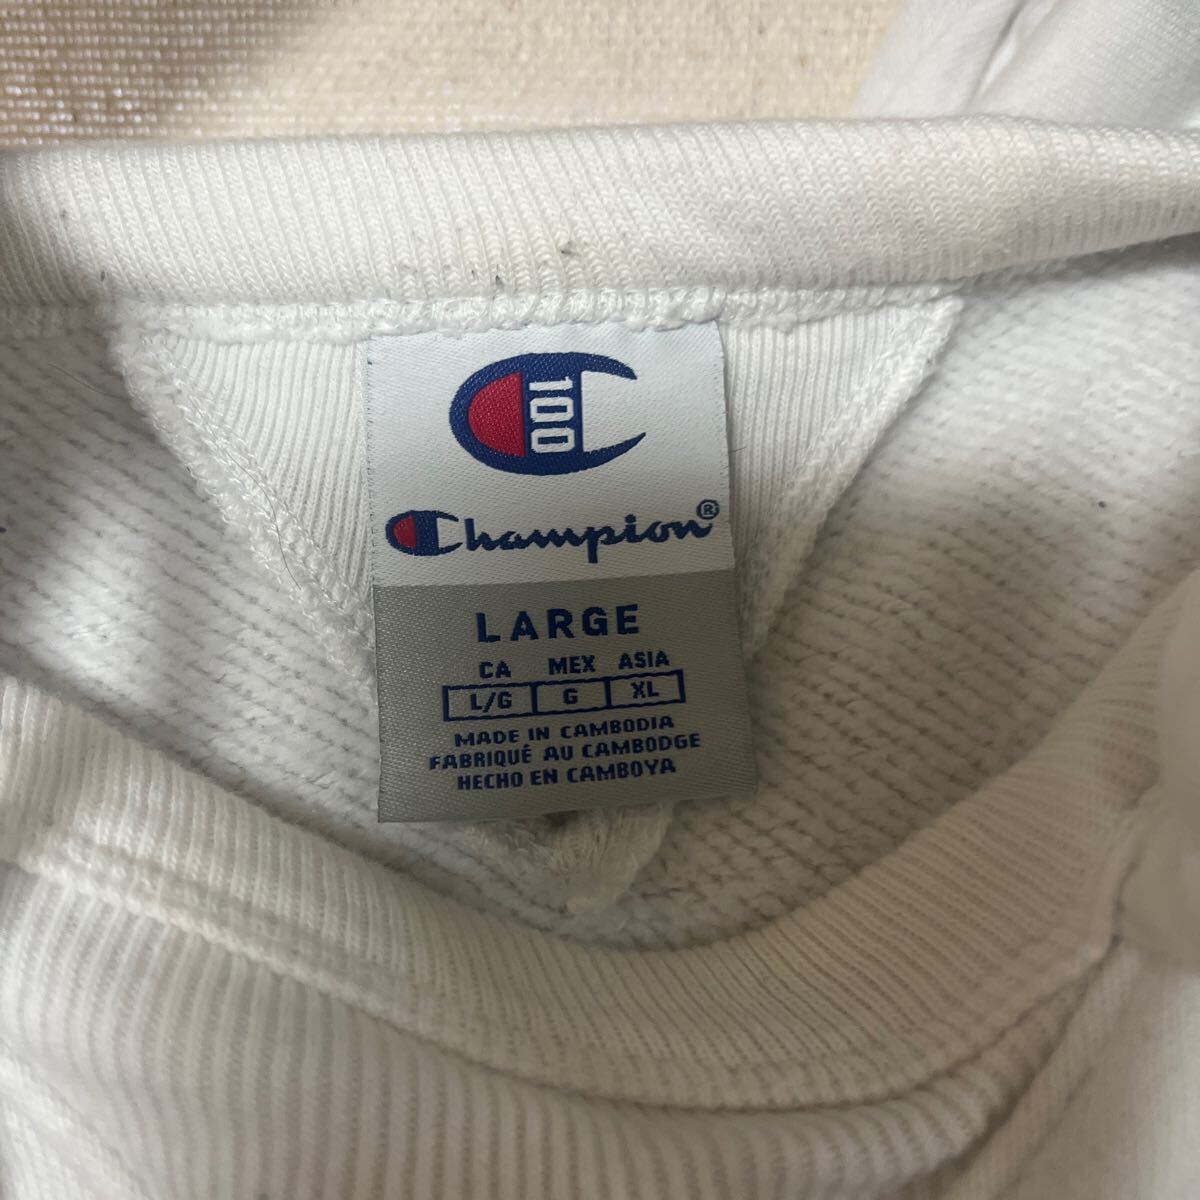 100
Champion®
LARGE
CA MEX ASIA
L/G G XL
MADE IN CAMBODIA
FABRIQUÉ AU CAMBODGE
HECHO EN CAMBOYA